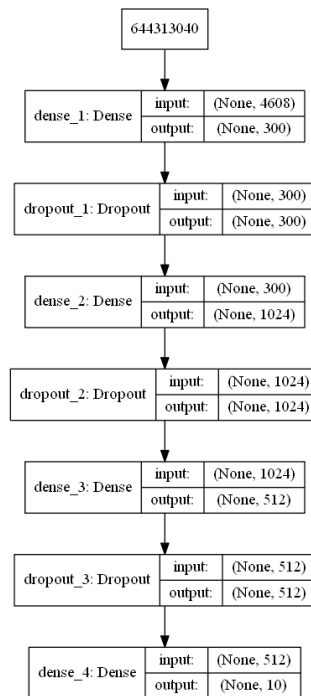 644313040
dense_1: Dense
input:
(None, 4608)
output:
(None, 300)
dropout_1: Dropout
input:
(None, 300)
output:
(None, 300)
dense_2: Dense
input:
(None, 300)
output:
(None, 1024)
dropout_2: Dropout
input:
(None, 1024)
output:
(None, 1024)
dense_3: Dense
input:
(None, 1024)
output:
(None, 512)
dropout_3: Dropout
input:
(None, 512)
output:
(None, 512)
dense_4: Dense
input:
(None, 512)
output:
(None, 10)